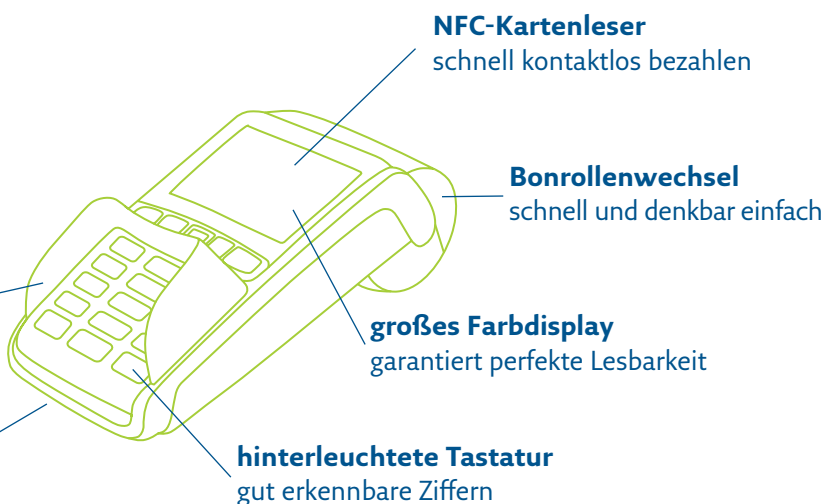 NFC-Kartenleser
schnell kontaktlos bezahlen
Bonrollenwechsel
schnell und denkbar einfach
großes Farbdisplay
garantiert perfekte Lesbarkeit
hinterleuchtete Tastatur
gut erkennbare Ziffern